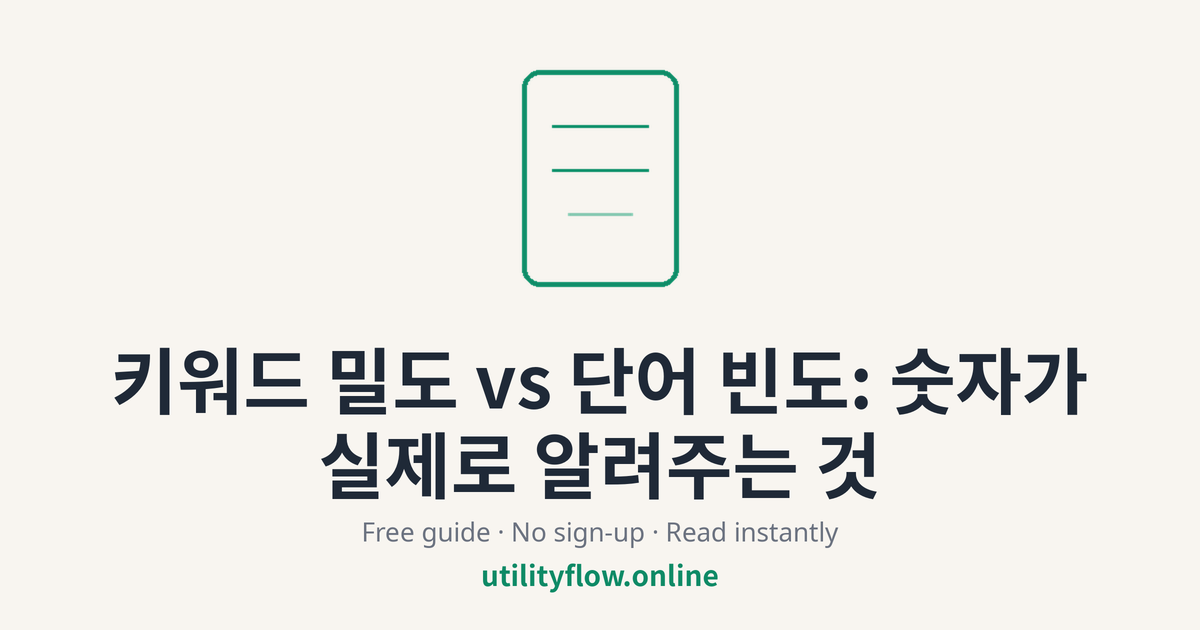 키워드 밀도 vs 단어 빈도: 숫자가
실제로 알려주는 것
Free guide · No sign-up · Read instantly
utilityflow.online